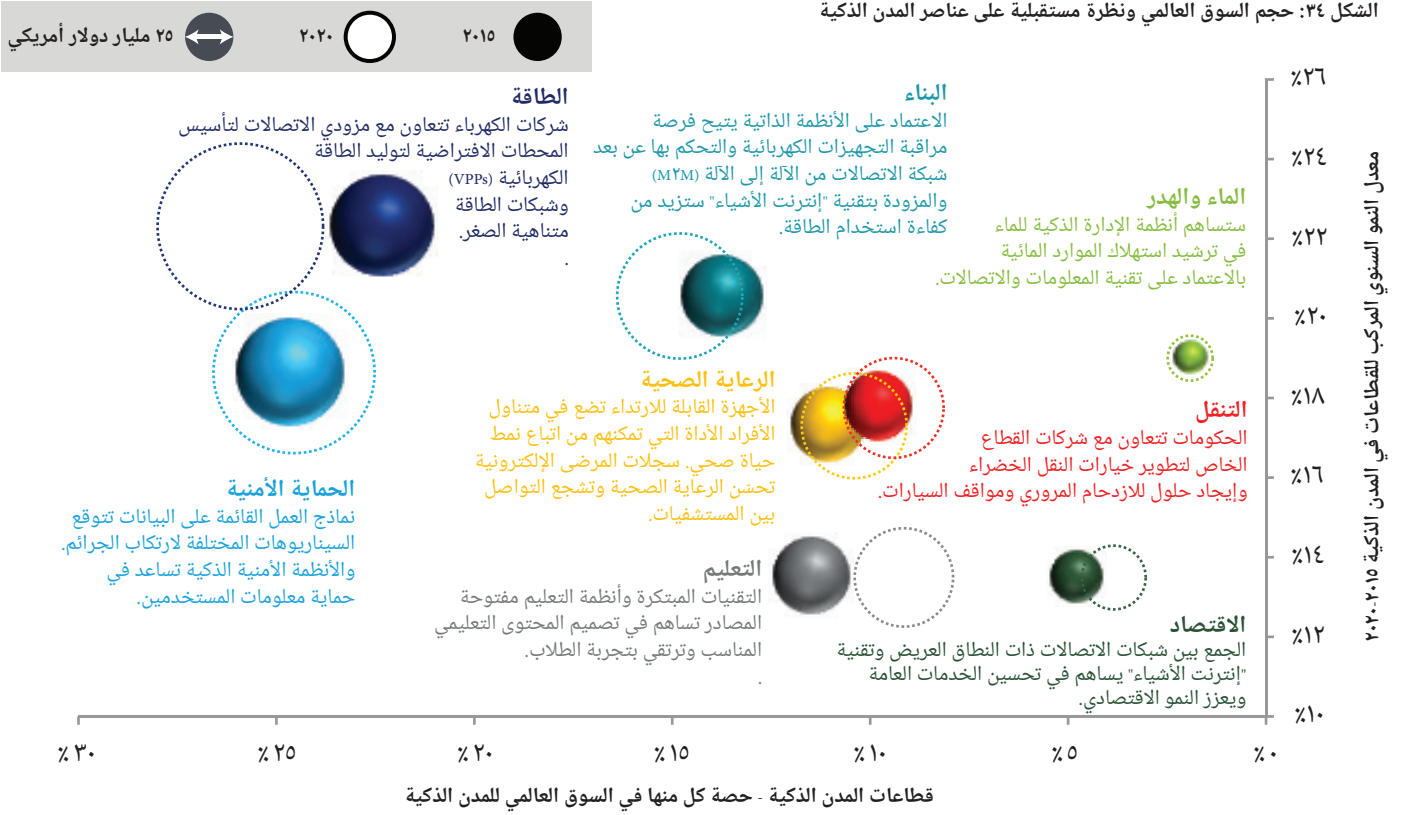 الشكل ٣٤: حجم السوق العالمي ونظرة مستقبلية على عناصر المدن الذكية
٢٠١٥
٢٠٢٠
٢٥ مليار دولار أمريكي
معدل النمو السنوي المركب للقطاعات في المدن الذكية ٢٠١٥-٢٠٢٠
٢٦٪
٢٤٪
٢٢٪
٢٠٪
١٨٪
١٦٪
١٤٪
١٢٪
١٠٪
الماء والهدر
ستساهم أنظمة الإدارة الذكية للماء
في ترشيد استهلاك الموارد المائية
بالاعتماد على تقنية المعلومات والاتصالات.
البناء
الاعتماد على الأنظمة الذاتية يتيح فرصة
مراقبة التجهيزات الكهربائية والتحكم بها عن بعد
شبكة الاتصالات من الآلة إلى الآلة (M٢M)
والمزودة بتقنية "إنترنت الأشياء" ستزيد من
كفاءة استخدام الطاقة.
الطاقة
شركات الكهرباء تتعاون مع مزودي الاتصالات لتأسيس
المحطات الافتراضية لتوليد الطاقة
الكهربائية (VPPs)
وشبكات الطاقة
متناهية الصغر.
.
التنقل
الحكومات تتعاون مع شركات القطاع
الخاص لتطوير خيارات النقل الخضراء
وإيجاد حلول للازدحام المروري ومواقف السيارات.
الرعاية الصحية
الأجهزة القابلة للارتداء تضع في متناول
الأفراد الأداة التي تمكنهم من اتباع نمط
حياة صحي. سجلات المرضى الإلكترونية
تحسّن الرعاية الصحية وتشجع التواصل
بين المستشفيات.
الحماية الأمنية
نماذج العمل القائمة على البيانات تتوقع
السيناريوهات المختلفة لارتكاب الجرائم.
والأنظمة الأمنية الذكية تساعد في
حماية معلومات المستخدمين.
التعليم
التقنيات المبتكرة وأنظمة التعليم مفتوحة
المصادر تساهم في تصميم المحتوى التعليمي
المناسب وترتقي بتجربة الطلاب.
.
الاقتصاد
الجمع بين شبكات الاتصالات ذات النطاق العريض وتقنية
"إنترنت الأشياء" يساهم في تحسين الخدمات العامة
ويعزز النمو الاقتصادي.
٠٪
٥٪
١٠٪
١٥٪
٢٠٪
٢٥٪
٣٠٪
قطاعات المدن الذكية - حصة كل منها في السوق العالمي للمدن الذكية